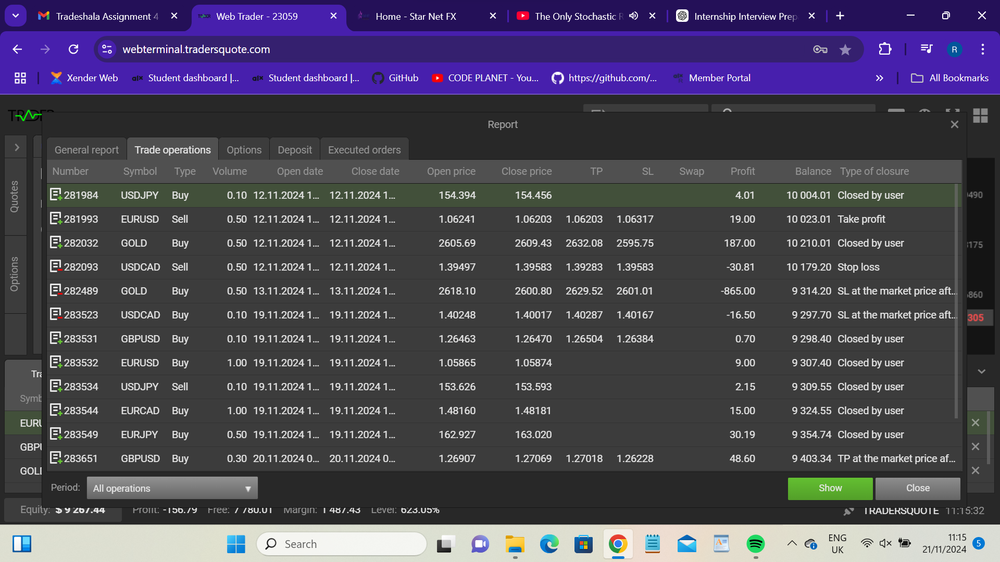 Tradeshala Assignment 4
Web Trader - 23059
Home - Star Net FX
The Only Stochastic R
Internship Interview Prep
webterminal.tradersquote.com
R
Xender Web
Student dashboard |...
Student dashboard |...
GitHub
CODE PLANET - You...
https://github.com/...
Member Portal
All Bookmarks
Report
General report Trade operations Options Deposit Executed orders
Number Symbol Type Volume Open date Close date Open price Close price TP SL Swap Profit Balance Type of closure
281984 USDJPY Buy 0.10 12.11.2024 1... 12.11.2024 1... 154.394 154.456 4.01 10 004.01 Closed by user
281993 EURUSD Sell 0.50 12.11.2024 1... 12.11.2024 1... 1.06241 1.06203 1.06203 1.06317 19.00 10 023.01 Take profit
282032 GOLD Buy 0.50 12.11.2024 1... 12.11.2024 1... 2605.69 2609.43 2632.08 2595.75 187.00 10 210.01 Closed by user
282093 USDCAD Sell 0.50 12.11.2024 1... 12.11.2024 1... 1.39497 1.39583 1.39283 1.39583 -30.81 10 179.20 Stop loss
282489 GOLD Buy 0.50 13.11.2024 1... 13.11.2024 1... 2618.10 2600.80 2629.52 2601.01 -865.00 9 314.20 SL at the market price aft...
283523 USDCAD Buy 0.10 19.11.2024 1... 19.11.2024 1... 1.40248 1.40017 1.40287 1.40167 -16.50 9 297.70 SL at the market price aft...
283531 GBPUSD Buy 0.10 19.11.2024 1... 19.11.2024 1... 1.26463 1.26470 1.26504 1.26384 0.70 9 298.40 Closed by user
283532 EURUSD Buy 1.00 19.11.2024 1... 19.11.2024 1... 1.05865 1.05874 9.00 9 307.40 Closed by user
283534 USDJPY Sell 0.10 19.11.2024 1... 19.11.2024 1... 153.626 153.593 2.15 9 309.55 Closed by user
283544 EURCAD Buy 1.00 19.11.2024 1... 19.11.2024 1... 1.48160 1.48181 15.00 9 324.55 Closed by user
283549 EURJPY Buy 0.50 19.11.2024 1... 19.11.2024 1... 162.927 163.020 30.19 9 354.74 Closed by user
283651 GBPUSD Buy 0.30 20.11.2024 0... 20.11.2024 0... 1.26907 1.27069 1.27018 1.26228 48.60 9 403.34 TP at the market price af...
Quotes
Options
Tra
Symb
EURU
GBPU
GOLD
490
175
860
305
Period: All operations
Show Close
Equity: $ 9 267.44 Profit: -156.79 Free: 7 780.01 Margin: 1 487.43 Level: 623.05%
TRADERSQUOTE 11:15:32
Search
ENG
UK
11:15
21/11/2024
5